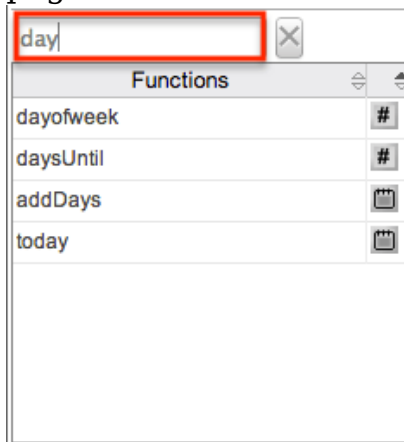 day
Functions
dayofweek #
daysUntil #
addDays
today